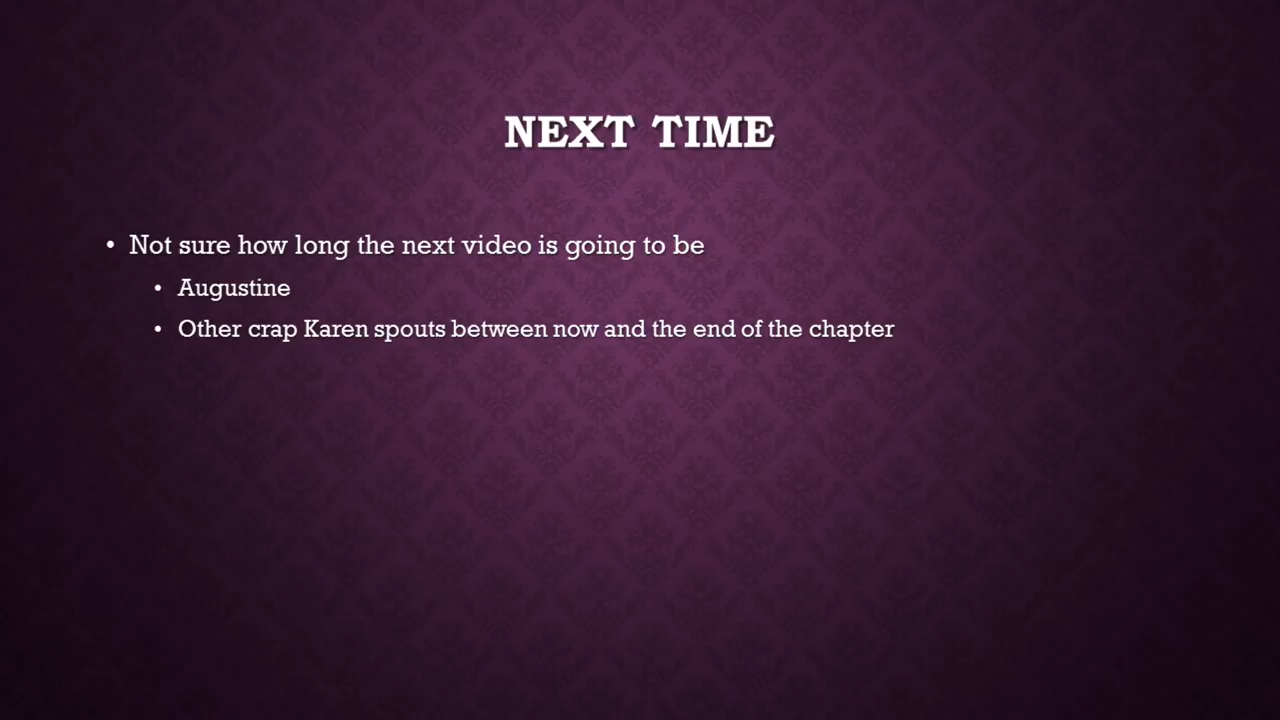 NEXT TIME
• Not sure how long the next video is going to be
• Augustine
• Other crap Karen spouts between now and the end of the chapter